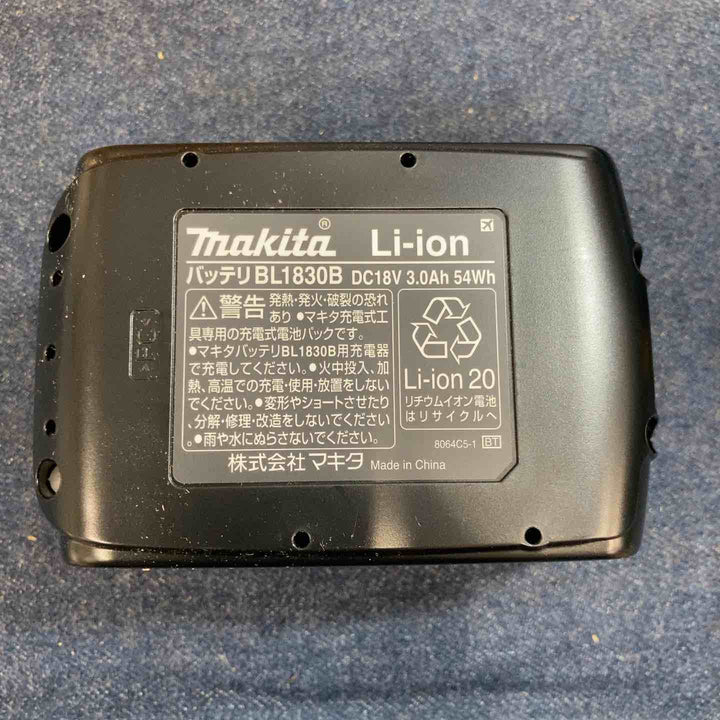 makita® Li-ion
バッテリBL1830B DC18V 3.0Ah 54Wh
警告 発熱・発火・破裂の恐れ
あり ●マキタ充電式工
具専用の充電式電池パックです。
●マキタバッテリBL1830B用充電器
で充電してください。●火中投入、加
熱、高温での充電・使用・放置をしない
でください。●変形やショートさせたり
、分解・修理・改造をしないでください
。●雨や水にぬらさないでください。
Li-ion 20
リチウムイオン電池
はリサイクルへ
8064C5-1 BT
株式会社マキタ Made in China